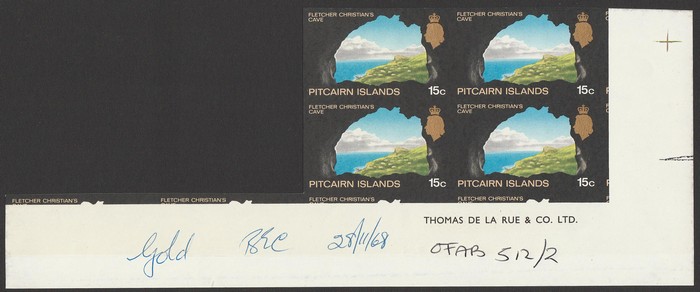 FLETCHER CHRISTIAN'S
CAVE
PITCAIRN ISLANDS 15c
FLETCHER CHRISTIAN'S
CAVE
PITCAIRN ISLANDS 15c
FLETCHER CHRISTIAN'S
CAVE
PITCAIRN ISLANDS 15c
FLETCHER CHRISTIAN'S
CAVE
PITCAIRN ISLANDS 15c
FLETCHER CHRISTIAN'S
FLETCHER CHRISTIAN'S
THOMAS DE LA RUE & CO. LTD.
Gold 28/11/68 OFAB 512/2